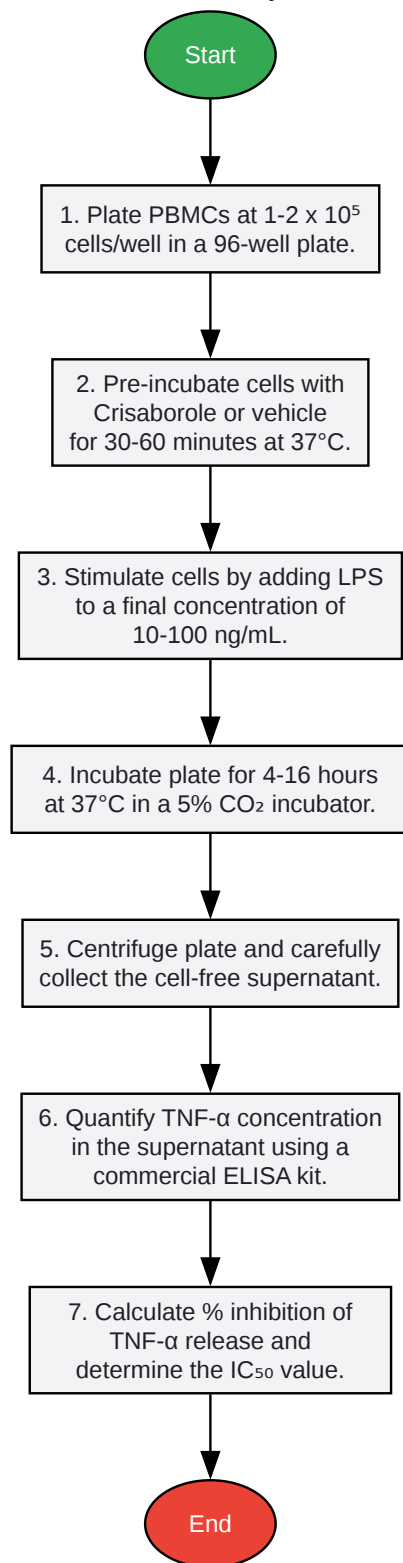 Start
1. Plate PBMCs at 1-2 x 10⁵
cells/well in a 96-well plate.
2. Pre-incubate cells with
Crisaborole or vehicle
for 30-60 minutes at 37°C.
3. Stimulate cells by adding LPS
to a final concentration of
10-100 ng/mL.
4. Incubate plate for 4-16 hours
at 37°C in a 5% CO₂ incubator.
5. Centrifuge plate and carefully
collect the cell-free supernatant.
6. Quantify TNF-α concentration
in the supernatant using a
commercial ELISA kit.
7. Calculate % inhibition of
TNF-α release and
determine the IC₅₀ value.
End